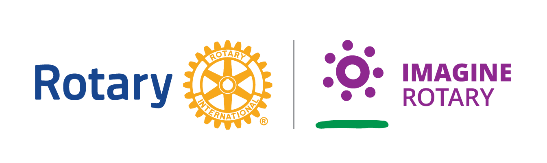 Rotary
ROTARY
INTERNATIONAL
®
IMAGINE
ROTARY